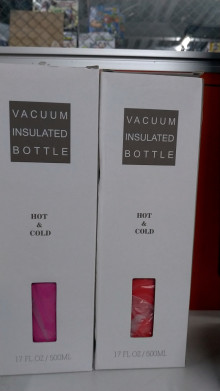 VACUUM
INSULATED
BOTTLE
HOT
&
COLD
17 FL OZ / 500ML
VACUUM
INSULATED
BOTTLE
HOT
&
COLD
17 FL OZ / 500ML